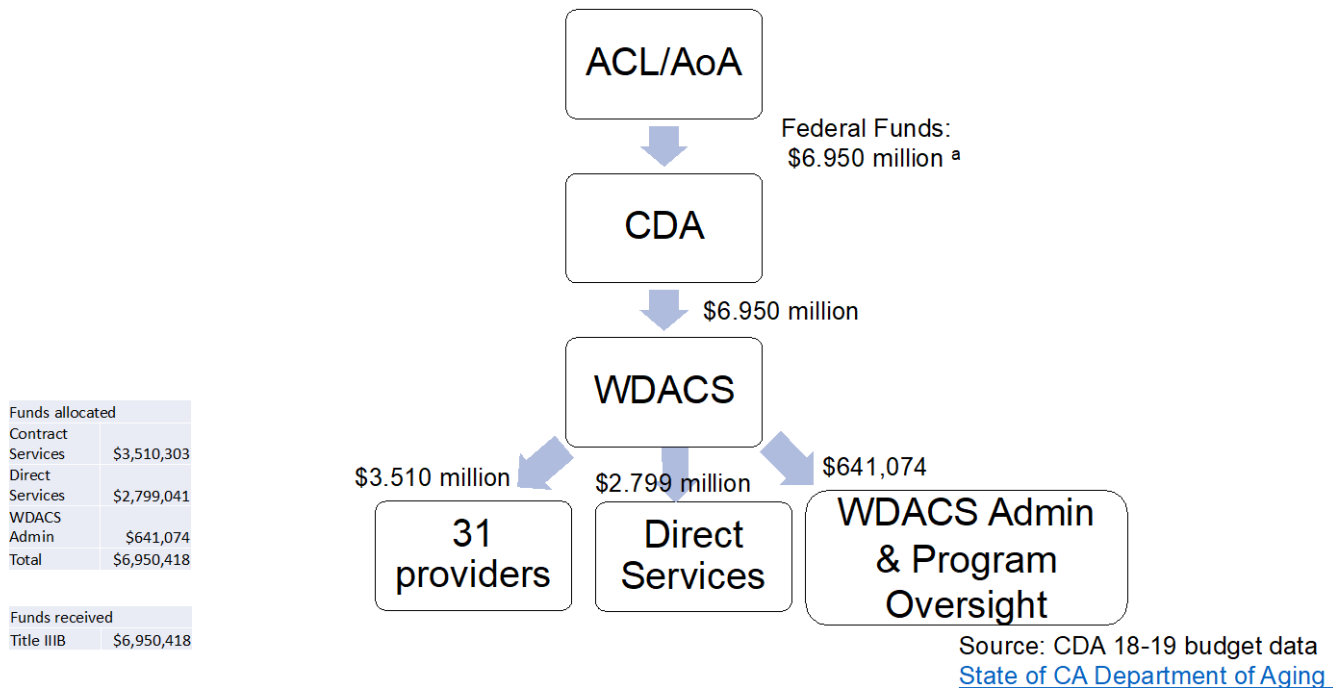 ACL/AoA
Federal Funds:
$6.950 million ª
CDA
$6.950 million
WDACS
$3.510 million
$2.799 million
$641,074
31
providers
Direct
Services
WDACS Admin
& Program
Oversight
Funds allocated
Contract
Services $3,510,303
Direct
Services $2,799,041
WDACS
Admin $641,074
Total $6,950,418
Funds received
Title IIIB $6,950,418
Source: CDA 18-19 budget data
State of CA Department of Aging